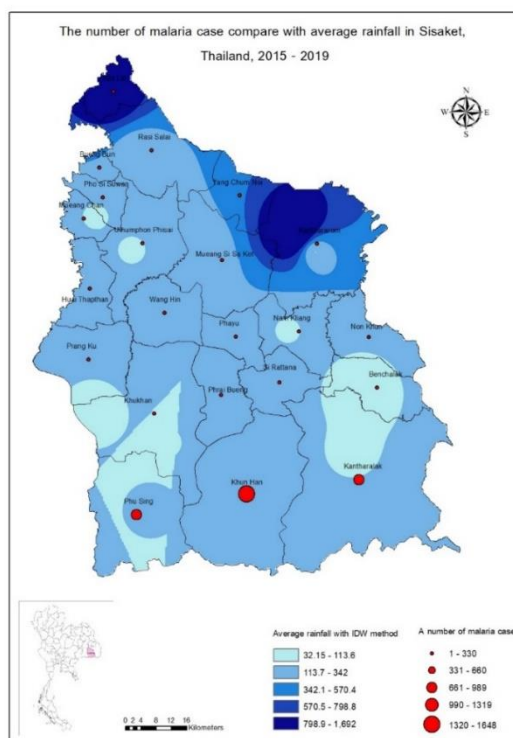 The number of malaria case compare with average rainfall in Sisaket,
Thailand, 2015 - 2019
N
W
E
S
Rasi Salai
Bueng Bun
Pho Si Suwan
Yang Chum Noi
Mueang Chan
Uthumphon Phisai
Mueang Si Sa Ket
Huai Thapthan
Wang Hin
Phayu
Nam Kliang
Non Khun
Prang Ku
Si Rattana
Benchalak
Khukhan
Phrai Bueng
Kantharalak
Khun Han
Phu Sing
Average rainfall with IDW method
32.15 - 113.6
113.7 - 342
342.1 - 570.4
570.5 - 798.8
798.9 - 1,692
A number of malaria case
1 - 330
331 - 660
661 - 989
990 - 1319
1320 - 1648
0 2 4 8 12 16
Kilometers